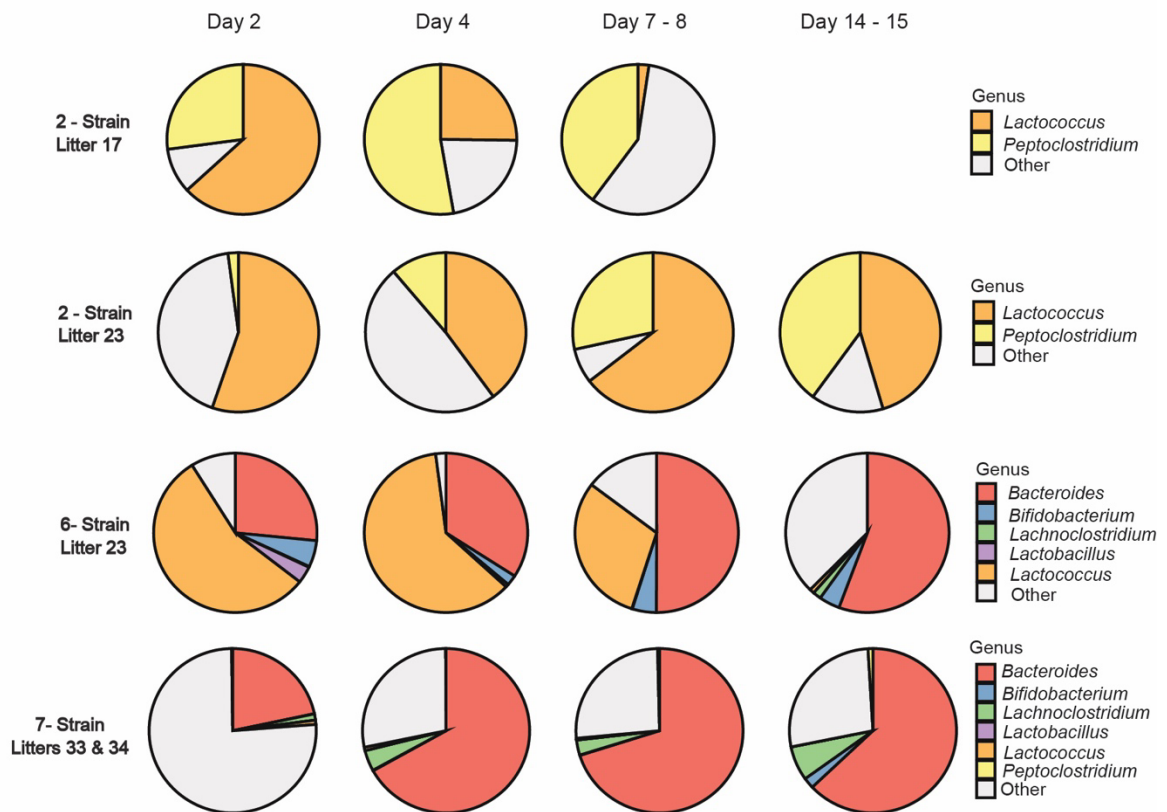 Day 2 Day 4 Day 7 - 8 Day 14 - 15
2 - Strain
Litter 17
Genus
Lactococcus
Peptoclostridium
Other
2 - Strain
Litter 23
Genus
Lactococcus
Peptoclostridium
Other
6- Strain
Litter 23
Genus
Bacteroides
Bifidobacterium
Lachnoclostridium
Lactobacillus
Lactococcus
Other
7- Strain
Litters 33 & 34
Genus
Bacteroides
Bifidobacterium
Lachnoclostridium
Lactobacillus
Lactococcus
Peptoclostridium
Other